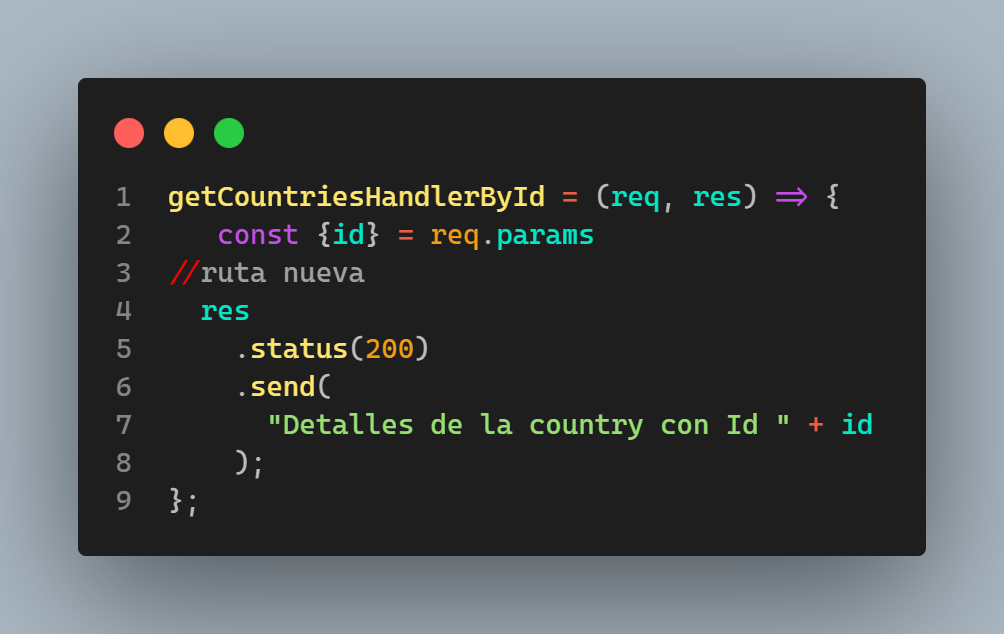 1 getCountriesHandlerById = (req, res) => {
2 const {id} = req.params
3 //ruta nueva
4 res
5 .status(200)
6 .send(
7 "Detalles de la country con Id " + id
8 );
9 };